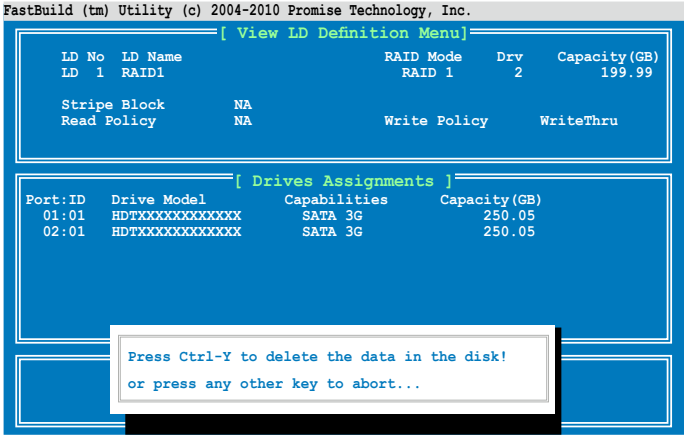 FastBuild (tm) Utility (c) 2004-2010 Promise Technology, Inc.
[ View LD Definition Menu]
LD No LD Name RAID Mode Drv Capacity(GB)
LD 1 RAID1 RAID 1 2 199.99
Stripe Block NA
Read Policy NA Write Policy WriteThru
[ Drives Assignments ]
Port:ID Drive Model Capabilities Capacity(GB)
01:01 HDTXXXXXXXXXXXX SATA 3G 250.05
02:01 HDTXXXXXXXXXXXX SATA 3G 250.05
Press Ctrl-Y to delete the data in the disk!
or press any other key to abort...